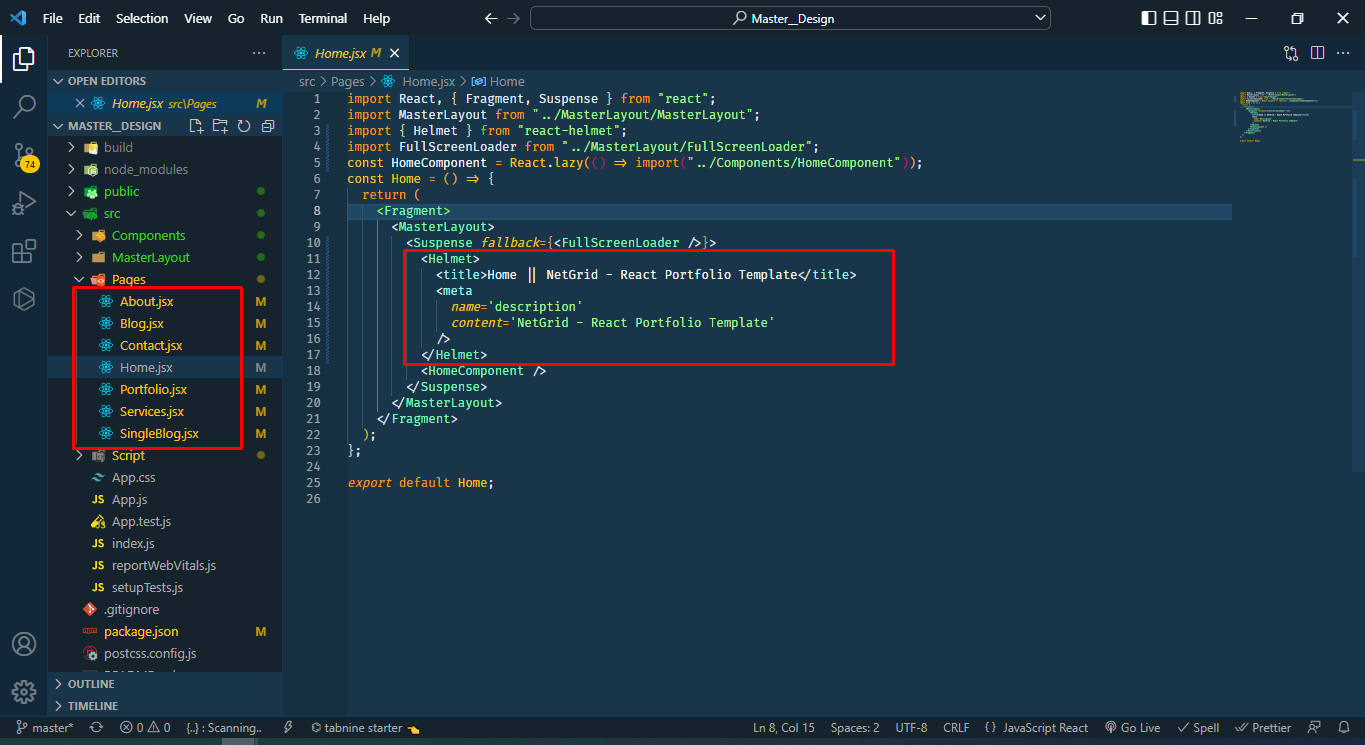 File Edit Selection View Go Run Terminal Help
Master__Design
EXPLORER
Home.jsx M
OPEN EDITORS
Home.jsx src\Pages M
MASTER__DESIGN
build
node_modules
public
src
Components
MasterLayout
Pages
About.jsx M
Blog.jsx M
Contact.jsx M
Home.jsx M
Portfolio.jsx M
Services.jsx M
SingleBlog.jsx M
Script
App.css
JS App.js
App.test.js
JS index.js
JS reportWebVitals.js
JS setupTests.js
.gitignore
package.json M
postcss.config.js
OUTLINE
TIMELINE
74
src > Pages > Home.jsx > Home
1 import React, { Fragment, Suspense } from "react";
2 import MasterLayout from "../MasterLayout/MasterLayout";
3 import { Helmet } from "react-helmet";
4 import FullScreenLoader from "../MasterLayout/FullScreenLoader";
5 const HomeComponent = React.lazy(() => import("../Components/HomeComponent"));
6 const Home = () => {
7 return (
8 <Fragment>
9 <MasterLayout>
10 <Suspense fallback={<FullScreenLoader />}>
11 <Helmet>
12 <title>Home || NetGrid - React Portfolio Template</title>
13 <meta
14 name='description'
15 content='NetGrid - React Portfolio Template'
16 />
17 </Helmet>
18 <HomeComponent />
19 </Suspense>
20 </MasterLayout>
21 </Fragment>
22 );
23 };
24
25 export default Home;
26
master* 0 0 {..} : Scanning.. tabnine starter Ln 8, Col 15 Spaces: 2 UTF-8 CRLF {} JavaScript React Go Live Spell Prettier